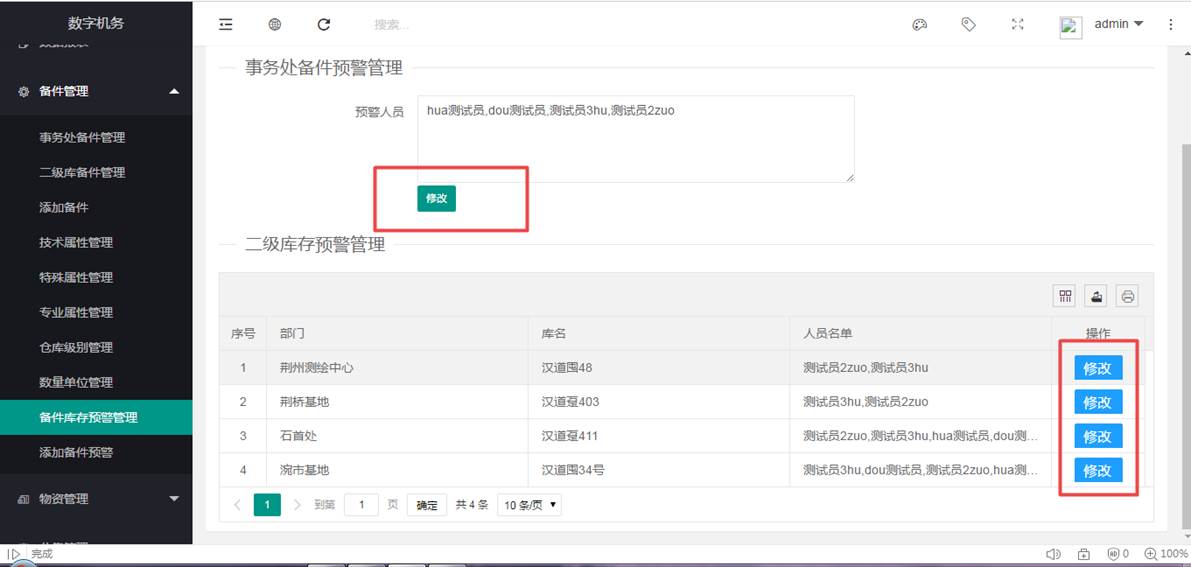 数字机务
搜索...
admin
数据报表
备件管理
事务处备件管理
二级库备件管理
添加备件
技术属性管理
特殊属性管理
专业属性管理
仓库级别管理
数量单位管理
备件库存预警管理
添加备件预警
物资管理
事务处备件预警管理
预警人员
hua测试员,dou测试员,测试员3hu,测试员2zuo
修改
二级库存预警管理
序号 部门 库名 人员名单 操作
1 荆州测绘中心 汉道围48 测试员2zuo,测试员3hu 修改
2 荆桥基地 汉道趸403 测试员3hu,测试员2zuo 修改
3 石首处 汉道趸411 测试员2zuo,测试员3hu,hua测试员,dou测... 修改
4 涴市基地 汉道围34号 测试员3hu,dou测试员,测试员2zuo,hua测... 修改
1 到第 1 页 确定 共 4 条 10 条/页
完成
0 100%